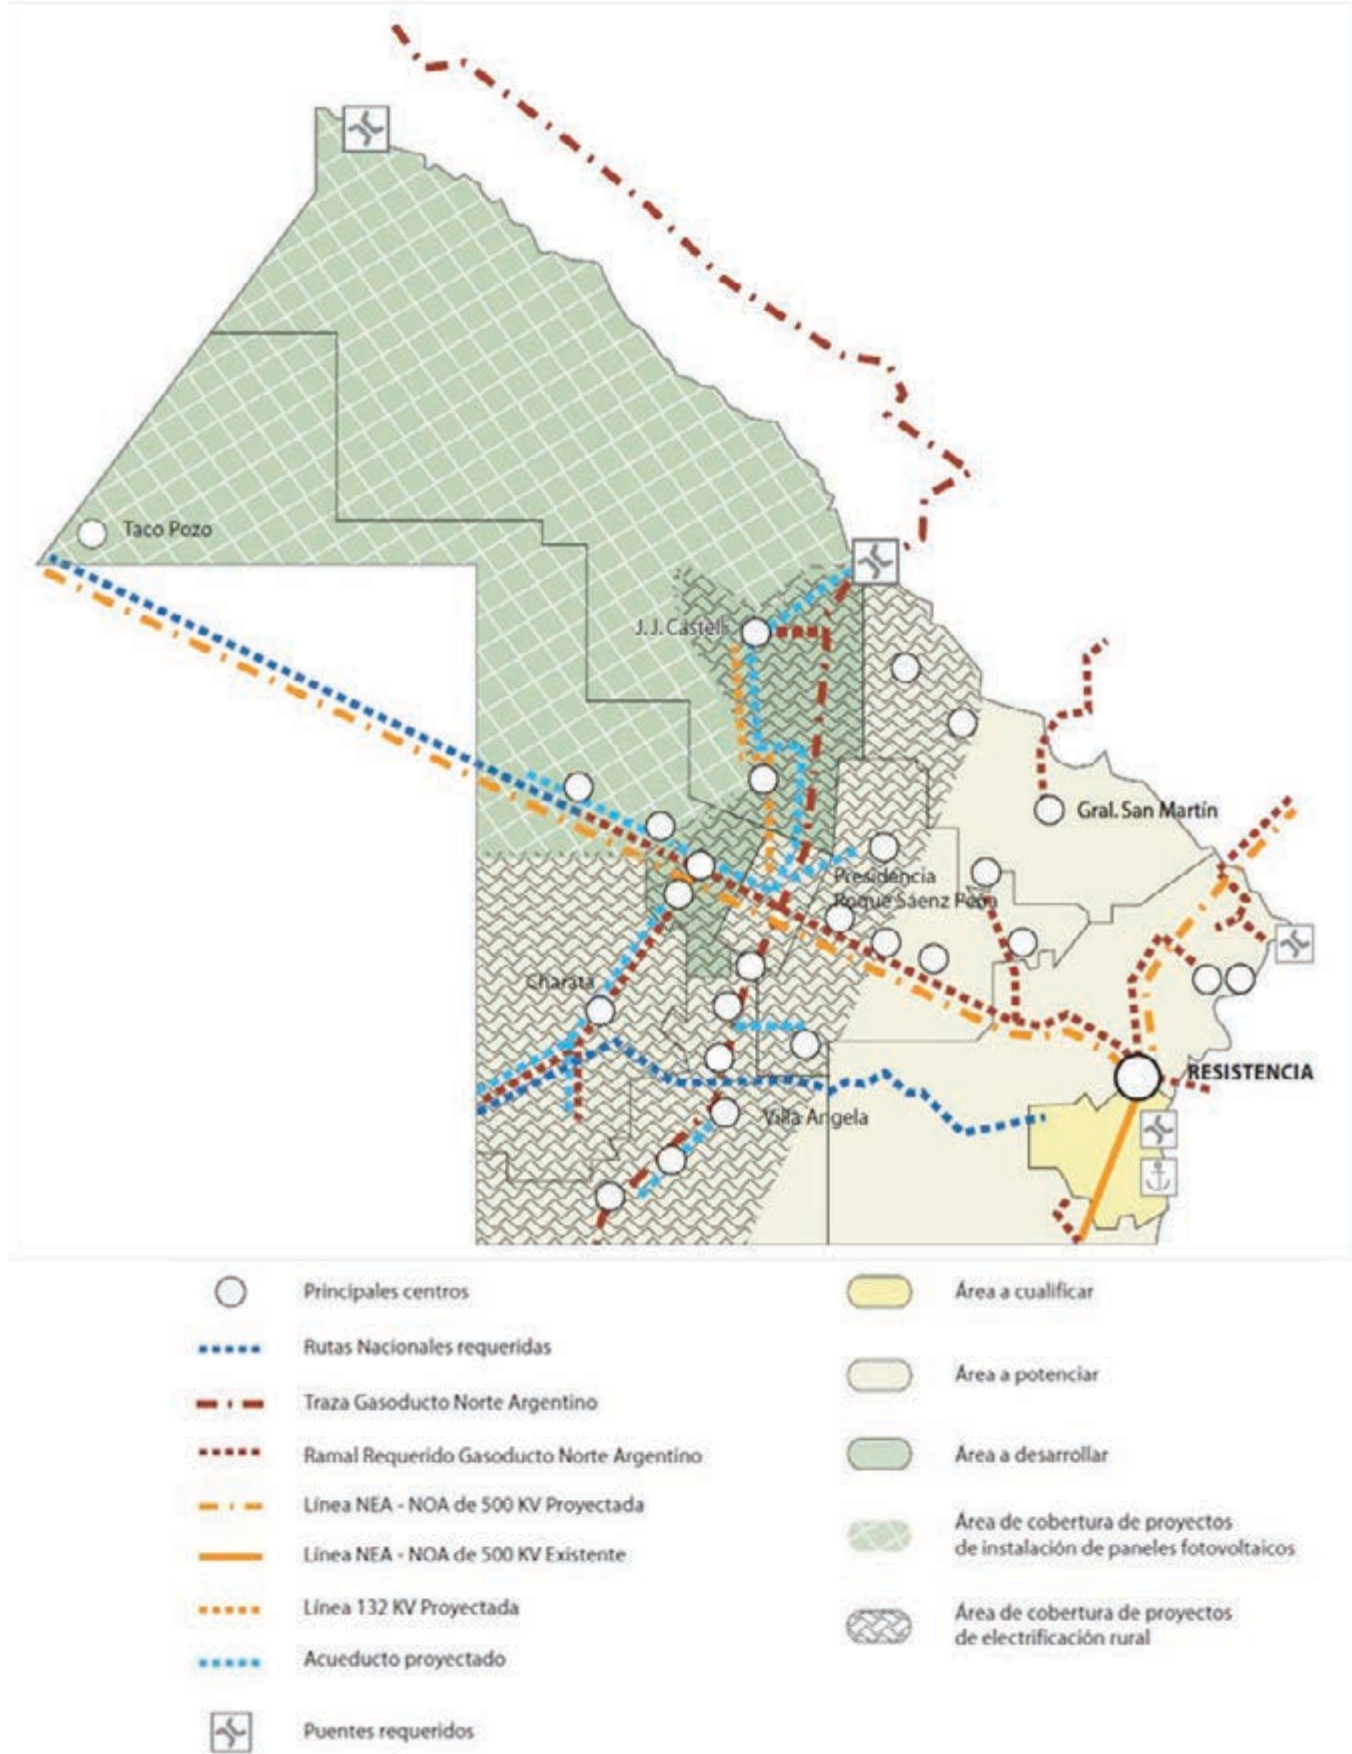 Taco Pozo
J. J. Castelli
Gral. San Martín
Presidencia
Roque Sáenz Peña
Charata
RESISTENCIA
Villa Angela
Principales centros
Rutas Nacionales requeridas
Traza Gasoducto Norte Argentino
Ramal Requerido Gasoducto Norte Argentino
Línea NEA - NOA de 500 KV Proyectada
Línea NEA - NOA de 500 KV Existente
Línea 132 KV Proyectada
Acueducto proyectado
Puentes requeridos
Área a cualificar
Área a potenciar
Área a desarrollar
Área de cobertura de proyectos
de instalación de paneles fotovoltaicos
Área de cobertura de proyectos
de electrificación rural